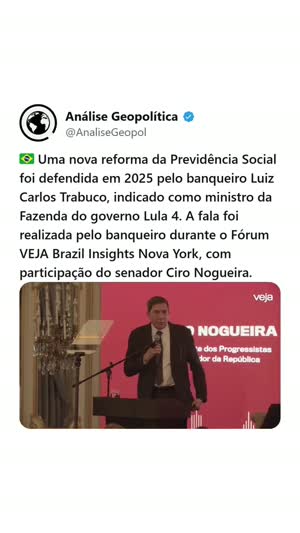 Análise Geopolítica
@AnaliseGeopol
🇧🇷 Uma nova reforma da Previdência Social
foi defendida em 2025 pelo banqueiro Luiz
Carlos Trabuco, indicado como ministro da
Fazenda do governo Lula 4. A fala foi
realizada pelo banqueiro durante o Fórum
VEJA Brazil Insights Nova York, com
participação do senador Ciro Nogueira.
veja
O NOGUEIRA
te dos Progressistas
dor da República